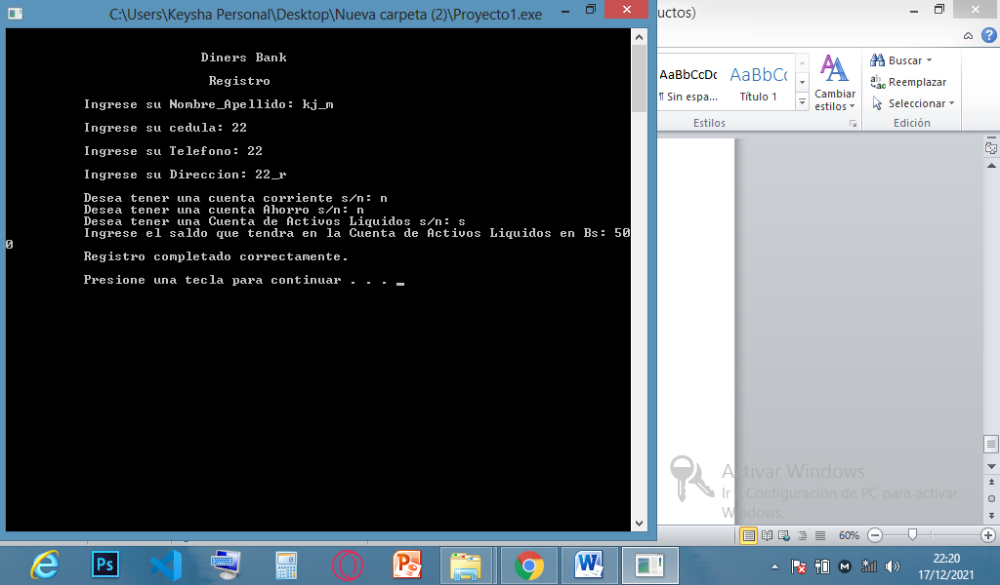 C:\Users\Keysha Personal\Desktop\Nueva carpeta (2)\Proyecto1.exe
uctos)
Diners Bank
Registro
Ingrese su Nombre_Apellido: kj_m
Ingrese su cedula: 22
Ingrese su Telefono: 22
Ingrese su Direccion: 22_r
Desea tener una cuenta corriente s/n: n
Desea tener una cuenta Ahorro s/n: n
Desea tener una Cuenta de Activos Liquidos s/n: s
Ingrese el saldo que tendra en la Cuenta de Activos Liquidos en Bs: 50
0
Registro completado correctamente.
Presione una tecla para continuar . . .
AaBbCcDc
¶ Sin espa...
AaBbC
Título 1
Cambiar
estilos
Estilos
Buscar
Reemplazar
Seleccionar
Edición
Activar Windows
Ir a Configuración de PC para activar
Windows.
60%
Ps
22:20
17/12/2021